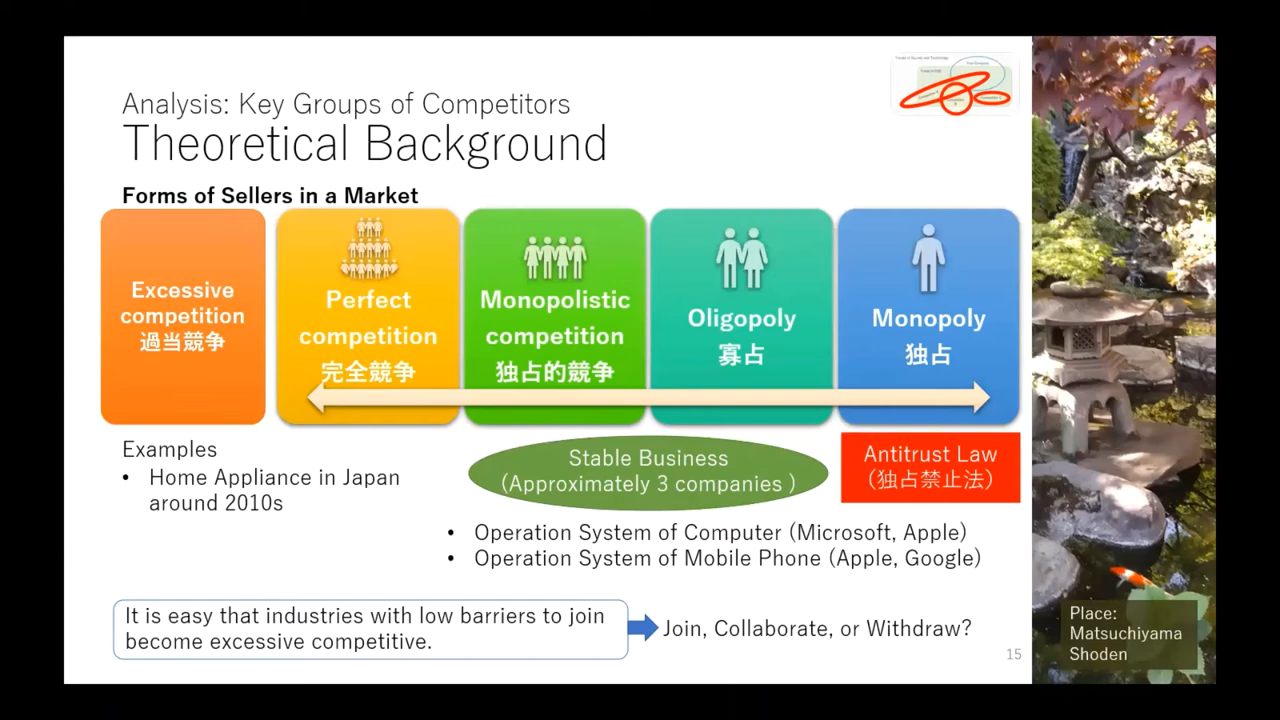 Analysis: Key Groups of Competitors
Theoretical Background
Forms of Sellers in a Market
Excessive
competition
過当競争
Perfect
competition
完全競争
Monopolistic
competition
独占的競争
Oligopoly
寡占
Monopoly
独占
Examples
• Home Appliance in Japan
around 2010s
Stable Business
(Approximately 3 companies )
Antitrust Law
（独占禁止法）
• Operation System of Computer (Microsoft, Apple)
• Operation System of Mobile Phone (Apple, Google)
It is easy that industries with low barriers to join
become excessive competitive.
Join, Collaborate, or Withdraw?
15
Place:
Matsuchiyama
Shoden